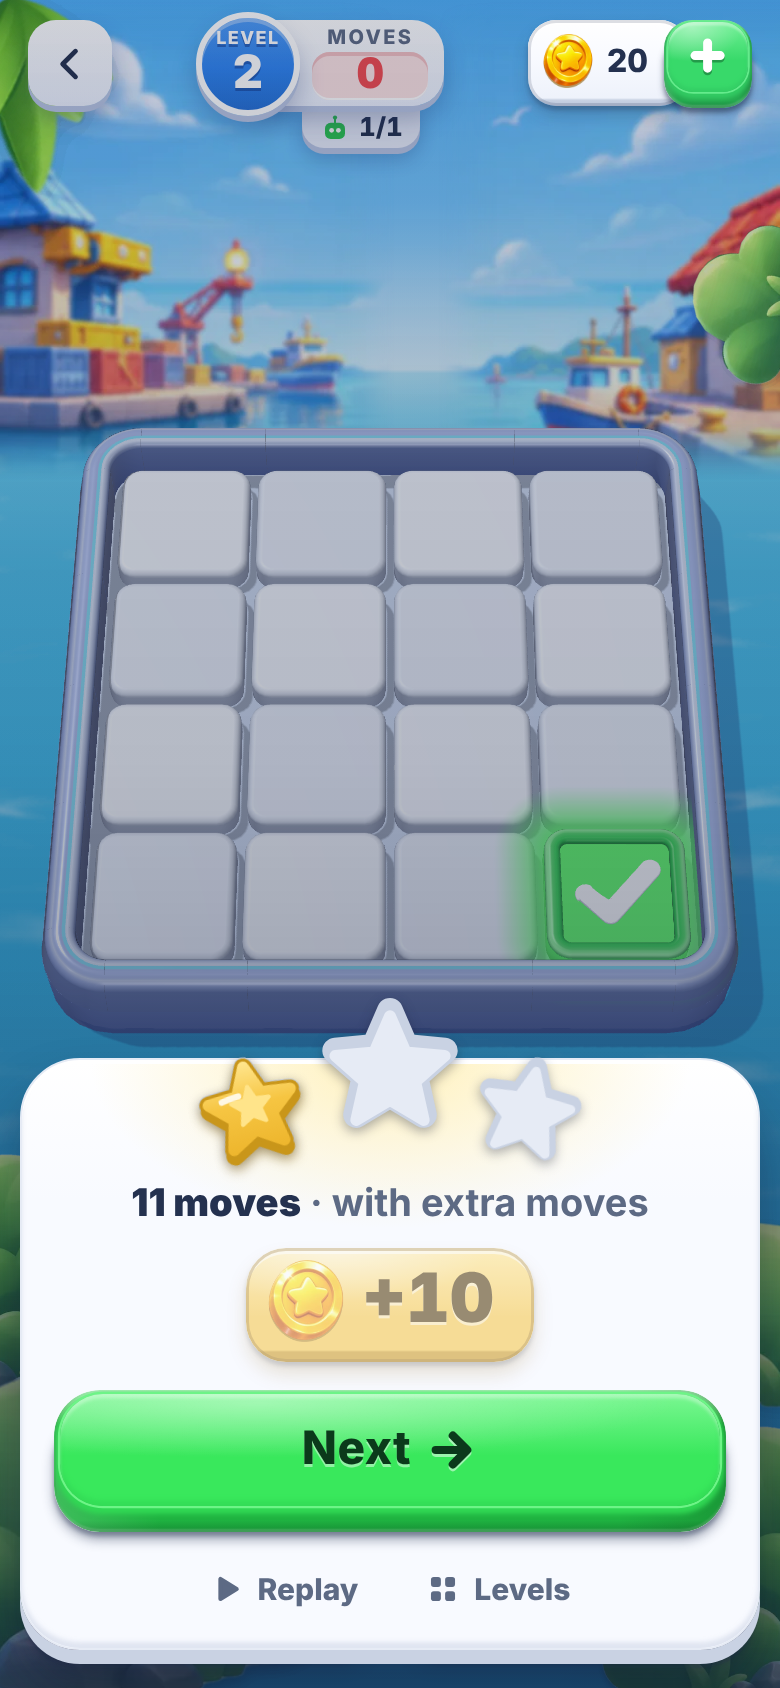 LEVEL
2
MOVES
0
1/1
20
11 moves · with extra moves
+10
Next →
Replay
Levels